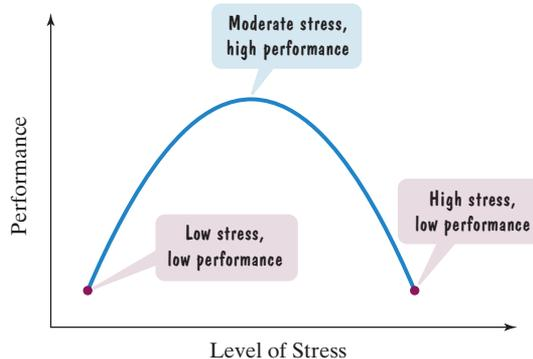 Moderate stress,
high performance
Performance
High stress,
low performance
Low stress,
low performance
Level of Stress